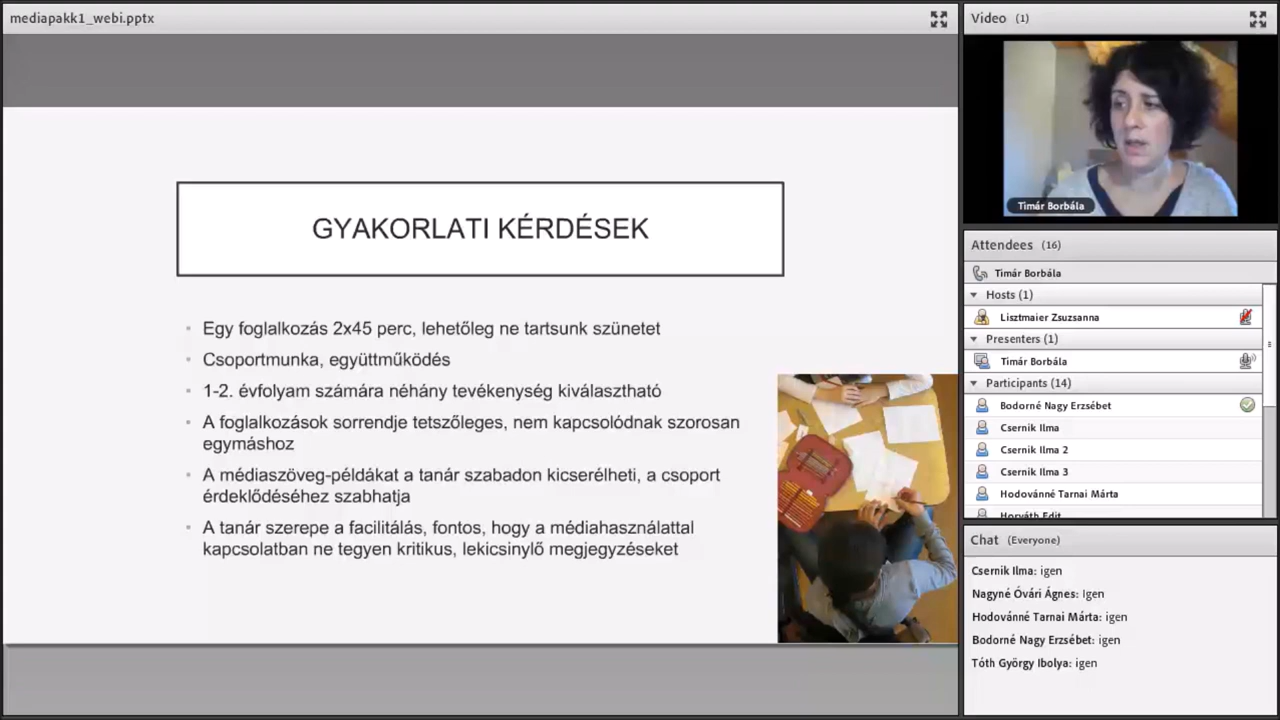 mediapakk1_webi.pptx
GYAKORLATI KÉRDÉSEK
Egy foglalkozás 2x45 perc, lehetőleg ne tartsunk szünetet
Csoportmunka, együttműködés
1-2. évfolyam számára néhány tevékenység kiválasztható
A foglalkozások sorrendje tetszőleges, nem kapcsolódnak szorosan
egymáshoz
A médiaszöveg-példákat a tanár szabadon kicserélheti, a csoport
érdeklődéséhez szabhatja
A tanár szerepe a facilitálás, fontos, hogy a médiahasználattal
kapcsolatban ne tegyen kritikus, lekicsinylő megjegyzéseket
Video (1)
Timár Borbála
Attendees (16)
Timár Borbála
Hosts (1)
Lisztmaier Zsuzsanna
Presenters (1)
Timár Borbála
Participants (14)
Bodorné Nagy Erzsébet
Csernik Ilma
Csernik Ilma 2
Csernik Ilma 3
Hodovánné Tarnai Márta
Horváth Edit
Chat (Everyone)
Csernik Ilma: igen
Nagyné Óvári Ágnes: Igen
Hodovánné Tarnai Márta: igen
Bodorné Nagy Erzsébet: igen
Tóth György Ibolya: igen